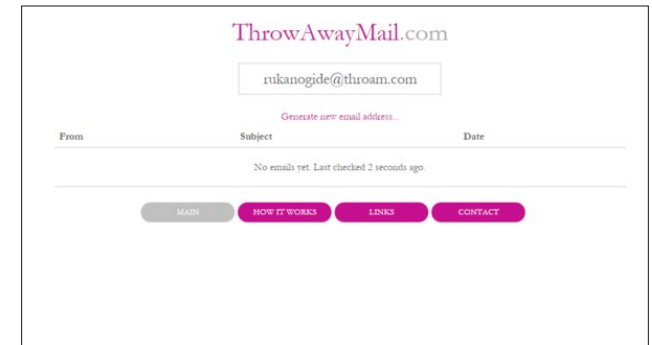 ThrowAwayMail.com
rukanogide@throam.com
Generate new email address...
From Subject Date
No emails yet. Last checked 2 seconds ago.
MAIN HOW IT WORKS LINKS CONTACT